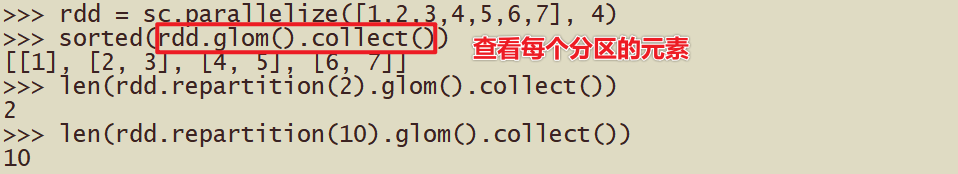 >>> rdd = sc.parallelize([1,2,3,4,5,6,7], 4)
>>> sorted(rdd.glom().collect()) 查看每个分区的元素
[[1], [2, 3], [4, 5], [6, 7]]
>>> len(rdd.repartition(2).glom().collect())
2
>>> len(rdd.repartition(10).glom().collect())
10